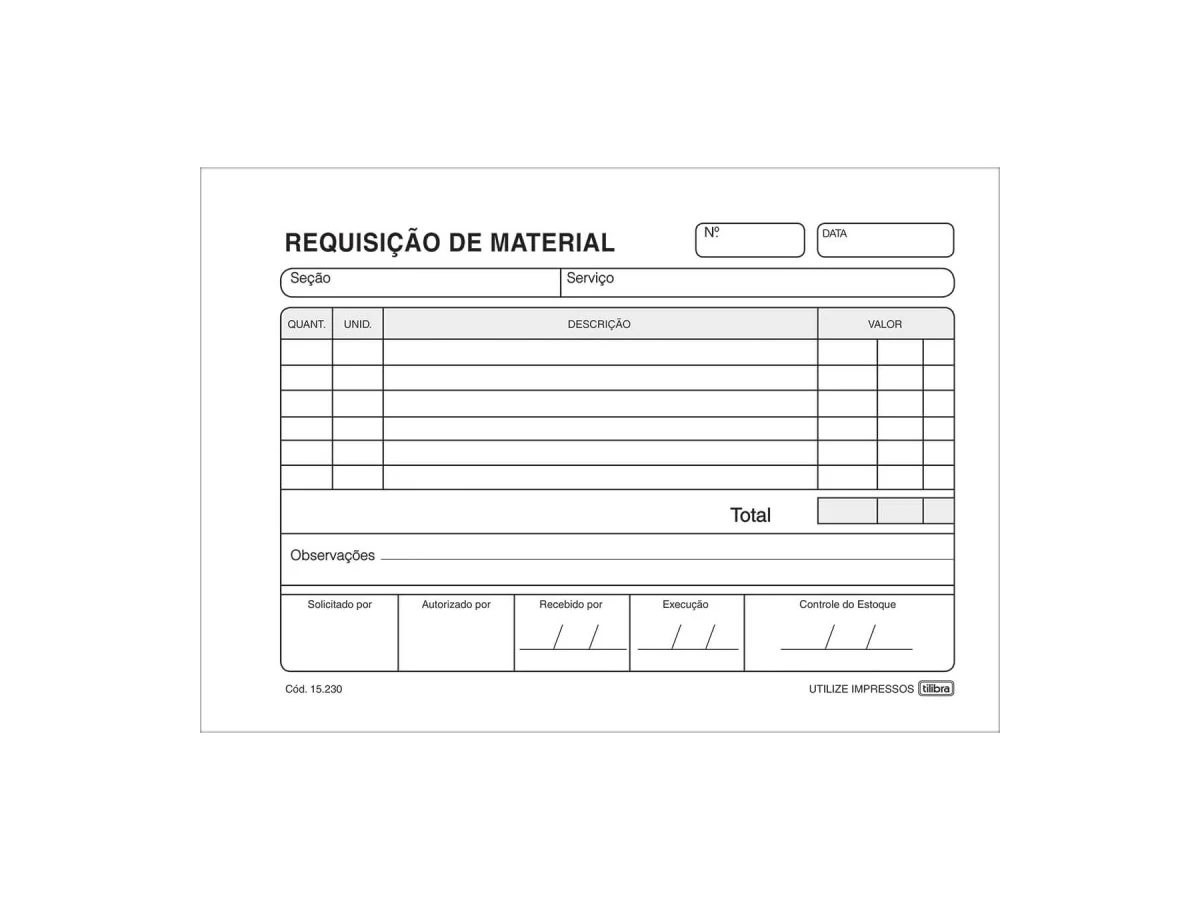 REQUISIÇÃO DE MATERIAL Nº. DATA
Seção Serviço
QUANT. UNID. DESCRIÇÃO VALOR
Total
Observações
Solicitado por Autorizado por Recebido por Execução Controle do Estoque
/ / / / / /
Cód. 15.230 UTILIZE IMPRESSOS tilibra